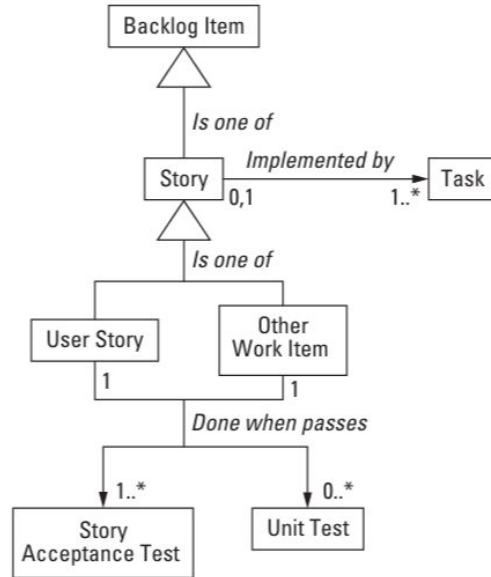 Backlog Item
Is one of
Story
Implemented by
Task
0,1
1..*
Is one of
User Story
Other
Work Item
1
1
Done when passes
1..*
0..*
Story
Acceptance Test
Unit Test